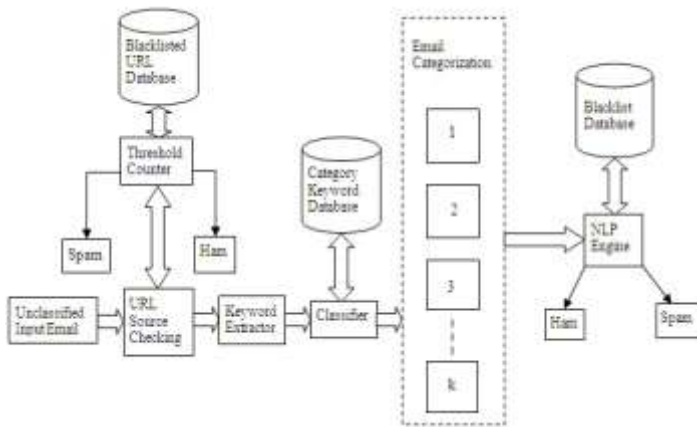 Blacklisted
URL
Database
Threshold
Counter
Spam
Ham
Unclassified
Input Email
URL
Source
Checking
Keyword
Extractor
Category
Keyword
Database
Classifier
Email
Categorization
1
2
3
R
Blacklist
Database
NLP
Engine
Ham
Spam